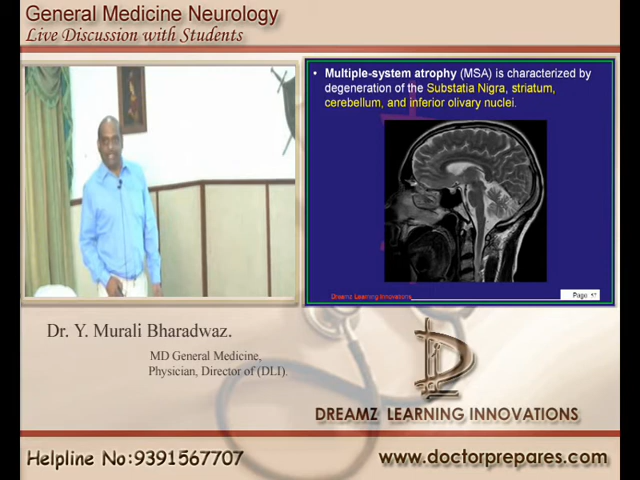 General Medicine Neurology
Live Discussion with Students
• Multiple-system atrophy (MSA) is characterized by
degeneration of the Substatia Nigra, striatum,
cerebellum, and inferior olivary nuclei.
Dreamz Learning Innovations
Page
Dr. Y. Murali Bharadwaz.
MD General Medicine,
Physician, Director of (DLI).
DREAMZ LEARNING INNOVATIONS
Helpline No:9391567707
www.doctorprepares.com